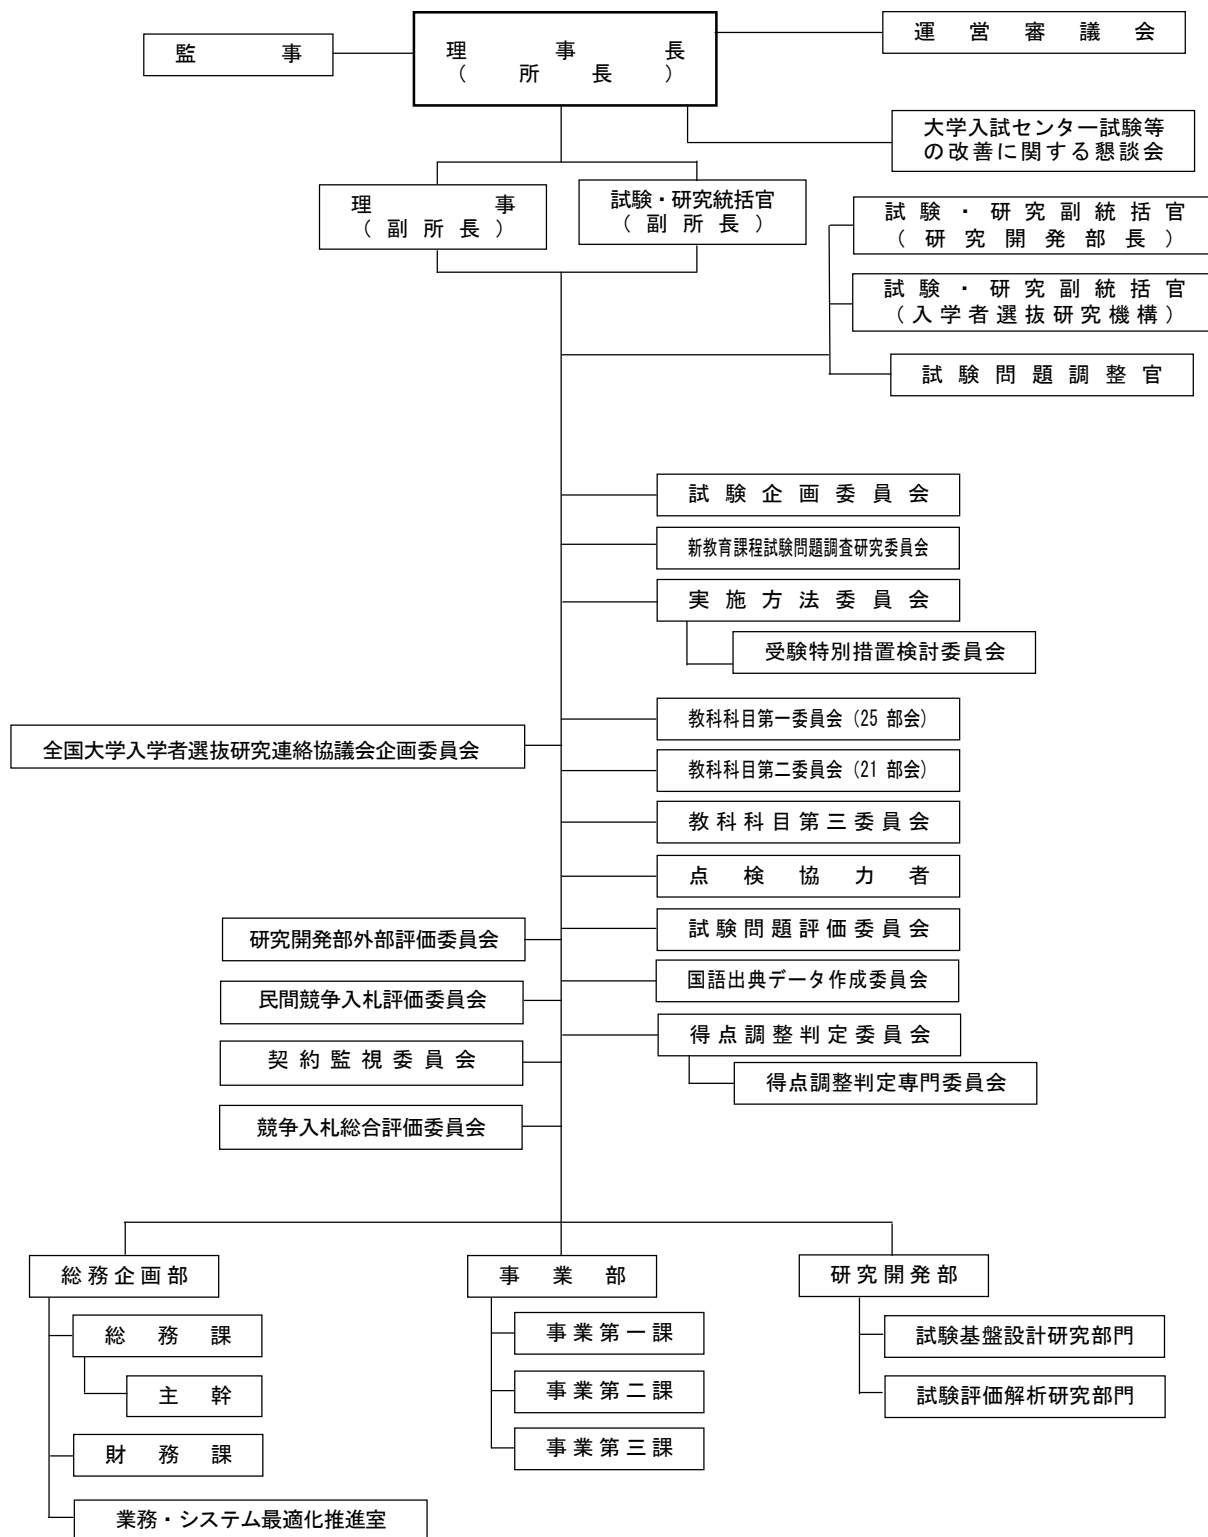 監事
理事長
（所長）
運営審議会
大学入試センター試験等
の改善に関する懇談会
理事
（副所長）
試験・研究統括官
（副所長）
試験・研究副統括官
（研究開発部長）
試験・研究副統括官
（入学者選抜研究機構）
試験問題調整官
試験企画委員会
新教育課程試験問題調査研究委員会
実施方法委員会
受験特別措置検討委員会
教科科目第一委員会（25 部会）
全国大学入学者選抜研究連絡協議会企画委員会
教科科目第二委員会（21 部会）
教科科目第三委員会
点検協力者
試験問題評価委員会
研究開発部外部評価委員会
国語出典データ作成委員会
民間競争入札評価委員会
得点調整判定委員会
契約監視委員会
得点調整判定専門委員会
競争入札総合評価委員会
総務企画部
事業部
研究開発部
総務課
事業第一課
試験基盤設計研究部門
主幹
事業第二課
試験評価解析研究部門
財務課
事業第三課
業務・システム最適化推進室